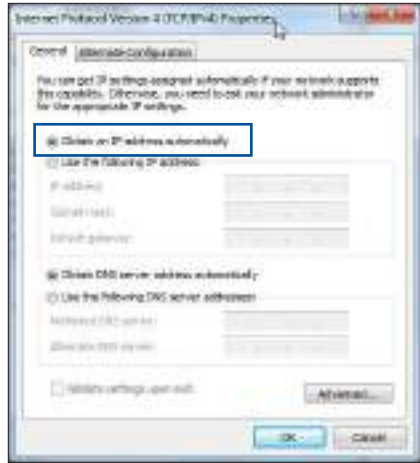 Internet Protocol Version 4 (TCP/IPv4) Properties
General
Alternate Configuration
You can get IP settings assigned automatically if your network supports
this capability. Otherwise, you need to ask your network administrator
for the appropriate IP settings.
Obtain an IP address automatically
Use the following IP address:
IP address:
Subnet mask:
Default gateway:
Obtain DNS server address automatically
Use the following DNS server addresses:
Preferred DNS server:
Alternate DNS server:
Validate settings upon exit
Advanced...
OK
Cancel